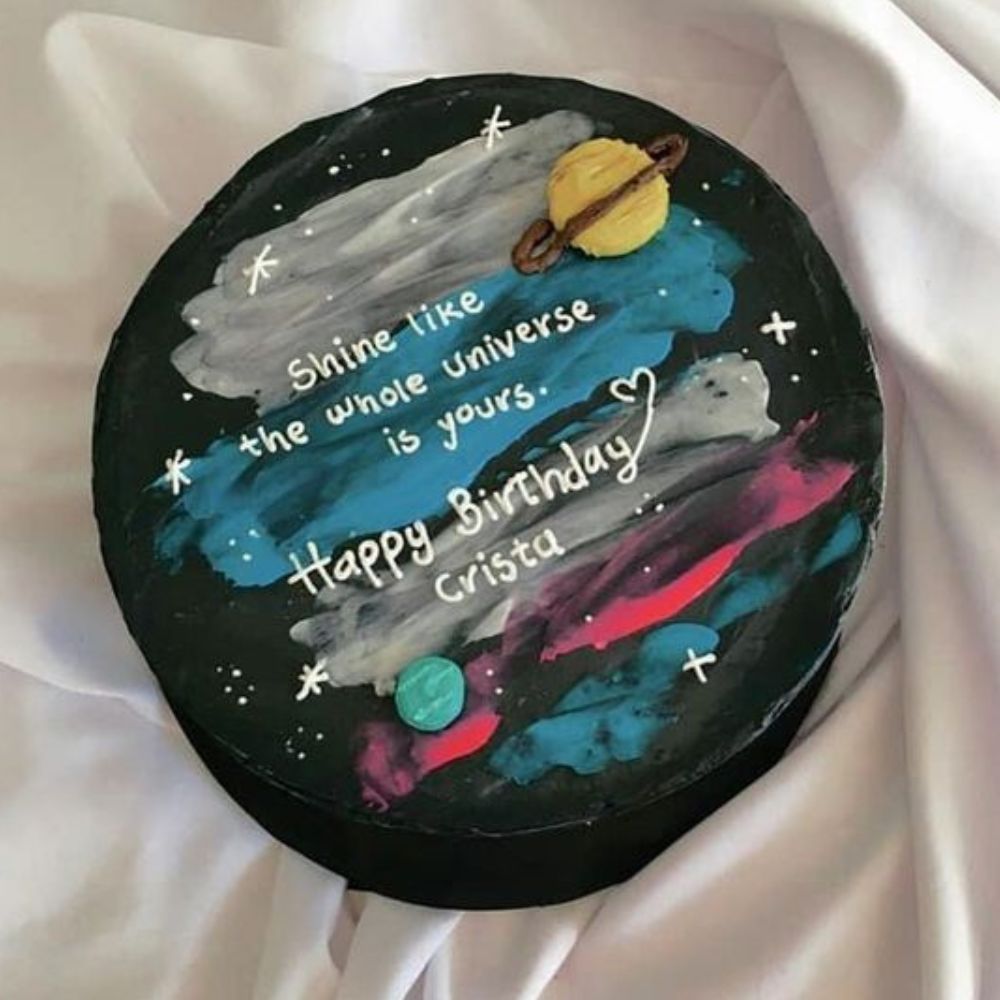 Shine like
the whole universe
is yours.
Happy Birthday
Crista